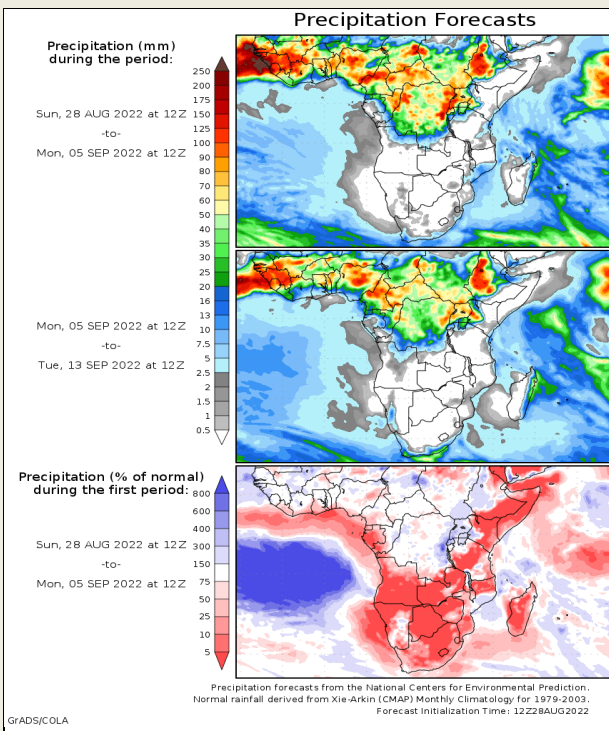 Precipitation Forecasts
Precipitation (mm)
during the period:
Sun, 28 AUG 2022 at 12Z
-to-
Mon, 05 SEP 2022 at 12Z
250
200
175
150
125
100
90
80
70
60
50
40
35
30
25
20
16
13
10
7.5
5
2.5
2
1.5
1
0.5
Mon, 05 SEP 2022 at 12Z
-to-
Tue, 13 SEP 2022 at 12Z
Precipitation (% of normal)
during the first period:
Sun, 28 AUG 2022 at 12Z
-to-
Mon, 05 SEP 2022 at 12Z
800
600
400
300
150
75
50
25
10
5
Precipitation forecasts from the National Centers for Environmental Prediction.
Normal rainfall derived from Xie-Arkin (CMAP) Monthly Climatology for 1979-2003.
Forecast Initialization Time: 12Z28AUG2022
GrADS/COLA